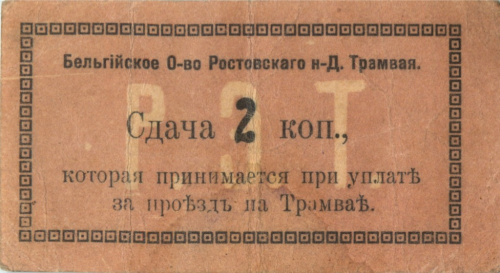 Бельгійское О-во Ростовскаго н-Д. Трамвая.
Р. Э. Т.
Сдача 2 коп.,
которая принимается при уплатѣ
за проѣздъ на Трамваѣ.